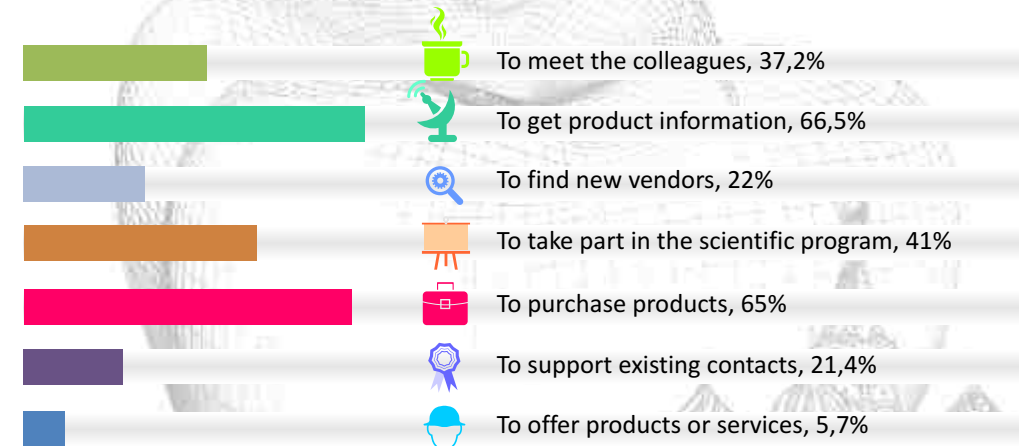 To meet the colleagues, 37,2%
To get product information, 66,5%
To find new vendors, 22%
To take part in the scientific program, 41%
To purchase products, 65%
To support existing contacts, 21,4%
To offer products or services, 5,7%